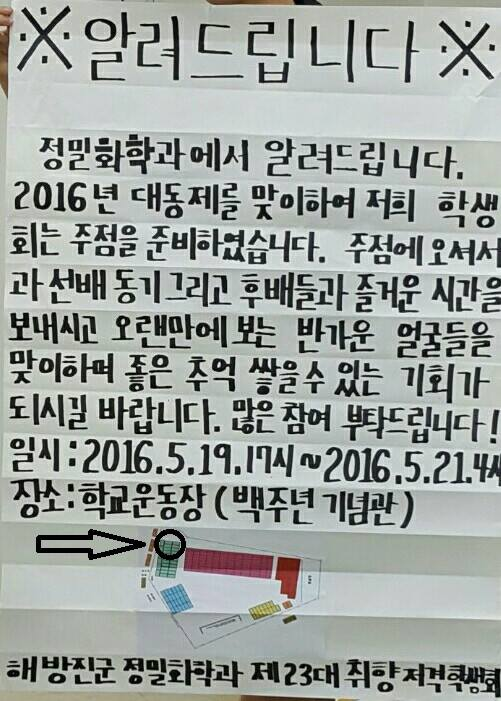 ※알려드립니다※
정밀화학과에서 알려드립니다.
2016년 대동제를 맞이하여 저희 학생
회는 주점을 준비하였습니다. 주점에 오셔서
과 선배 동기 그리고 후배들과 즐거운 시간을
보내시고 오랜만에 보는 반가운 얼굴들을
맞이하며 좋은 추억 쌓을 수 있는 기회가
되시길 바랍니다. 많은 참여 부탁드립니다!
일시:2016.5.19.17시~2016.5.21.4시
장소:학교운동장(백주년 기념관)
해방진군 정밀화학과 제23대 취향저격학생회